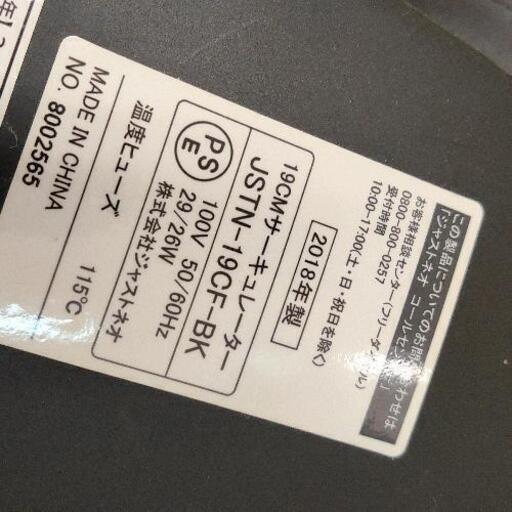 この製品についてのお問い合わせは
「ジャストネオ コールセンター」
お客様相談センター(フリーダイヤル)
0800-800-0257
受付時間
10:00-17:00(土・日・祝日を除く)
2018年製
19CMサーキュレーター
JSTN-19CF-BK
PSE
100V 50/60Hz
29/26W
株式会社ジャストネオ
温度ヒューズ 115℃
MADE IN CHINA
NO. 8002565
年】